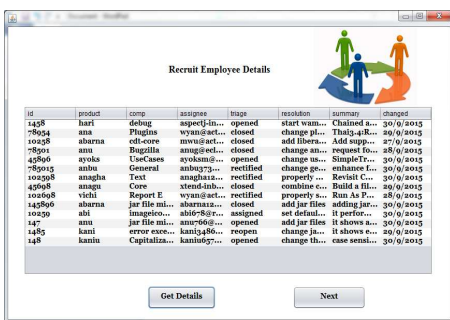 Recruit Employee Details
id product comp assignee triage resolution summary changed
1458 hari debug aspectj-in... opened start wam... Chained a... 30/9/2015
78954 ana Plugins wyan@act... closed change pl... Thai3.4:R... 29/9/2015
10258 abarna cdt-core mwu@act... closed add libera... Add supp... 27/9/2015
78501 anu Bugzilla anug@ecl... closed change an... request fo... 28/9/2015
45896 ayoks UseCases ayoksm@... opened change us... SimpleTr... 30/9/2015
785015 anbu General anbu373... rectified change ge... enhance f... 30/9/2015
102598 anagha Text anagha12... rectified properly ... Revisit C... 30/9/2015
45698 anagu Core xtend-inb... closed combine c... Build a fil... 29/9/2015
102698 vichi Report E wyan@act... rectified properly s... Run As P... 28/9/2015
145896 abarna jar file mi... abarna12... closed add jar files adding jar... 30/9/2015
10259 abi imageico... abi678@r... assigned set defaul... it perfor... 30/9/2015
147 anu jar file mi... anu766@... opened add jar files it shows a... 30/9/2015
1485 kani error exce... kani3486... reopen change ja... it shows e... 29/9/2015
148 kaniu Capitaliza... kaniu657... opened change th... case sensi... 30/9/2015
Get Details Next